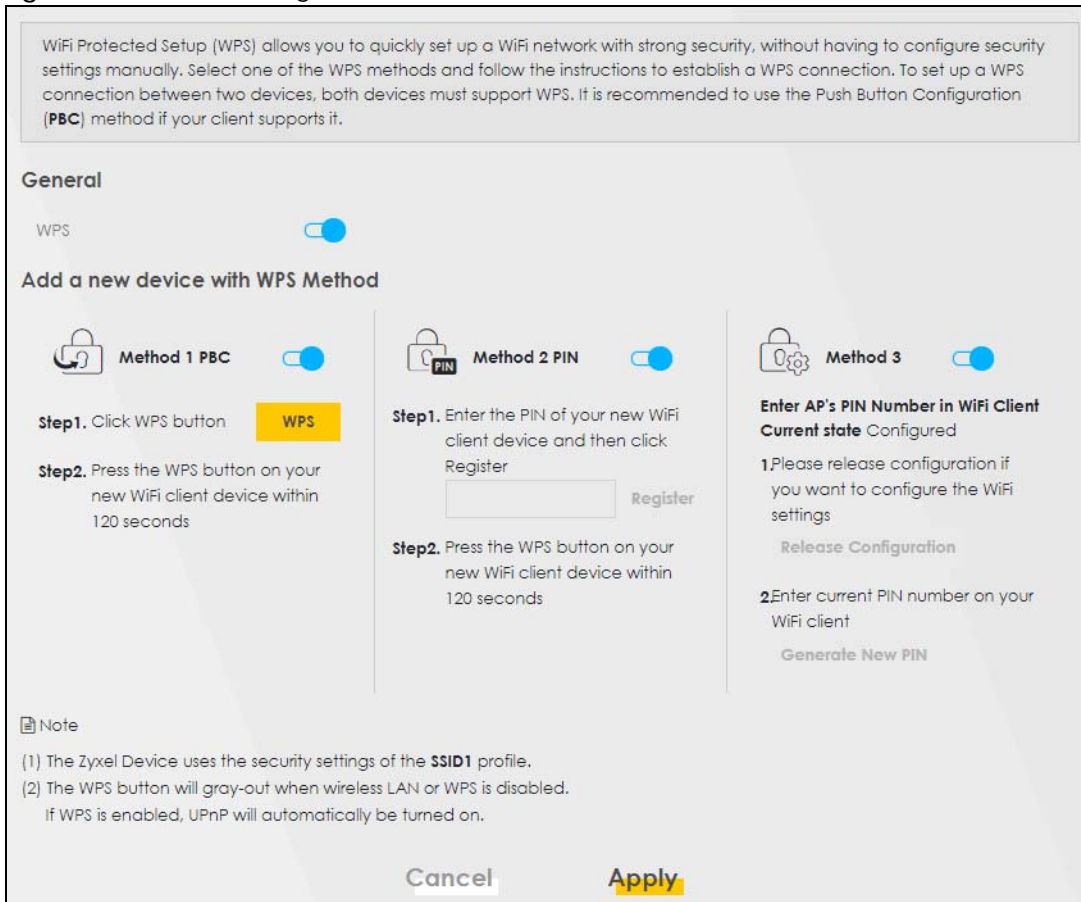 WiFi Protected Setup (WPS) allows you to quickly set up a WiFi network with strong security, without having to configure security
settings manually. Select one of the WPS methods and follow the instructions to establish a WPS connection. To set up a WPS
connection between two devices, both devices must support WPS. It is recommended to use the Push Button Configuration
(PBC) method if your client supports it.
General
WPS
Add a new device with WPS Method
Method 1 PBC
Step1. Click WPS button
WPS
Step2. Press the WPS button on your
new WiFi client device within
120 seconds
PIN
Method 2 PIN
Step1. Enter the PIN of your new WiFi
client device and then click
Register
Register
Step2. Press the WPS button on your
new WiFi client device within
120 seconds
Method 3
Enter AP's PIN Number in WiFi Client
Current state Configured
1.Please release configuration if
you want to configure the WiFi
settings
Release Configuration
2.Enter current PIN number on your
WiFi client
Generate New PIN
Note
(1) The Zyxel Device uses the security settings of the SSID1 profile.
(2) The WPS button will gray-out when wireless LAN or WPS is disabled.
If WPS is enabled, UPnP will automatically be turned on.
Cancel
Apply